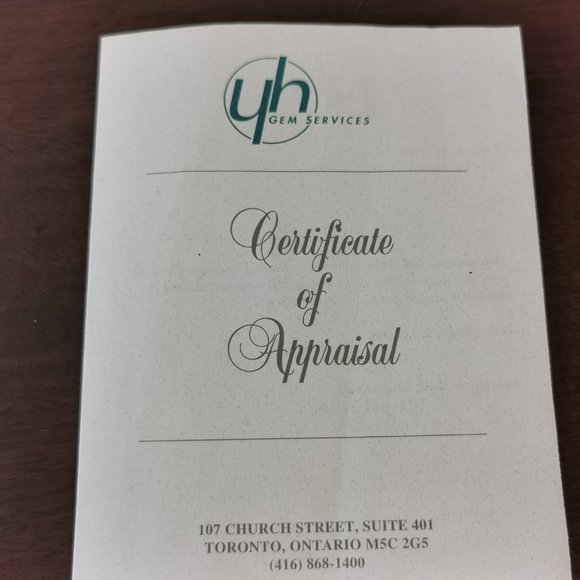 yh
GEM SERVICES
Certificate
of
Appraisal
107 CHURCH STREET, SUITE 401
TORONTO, ONTARIO M5C 2G5
(416) 868-1400